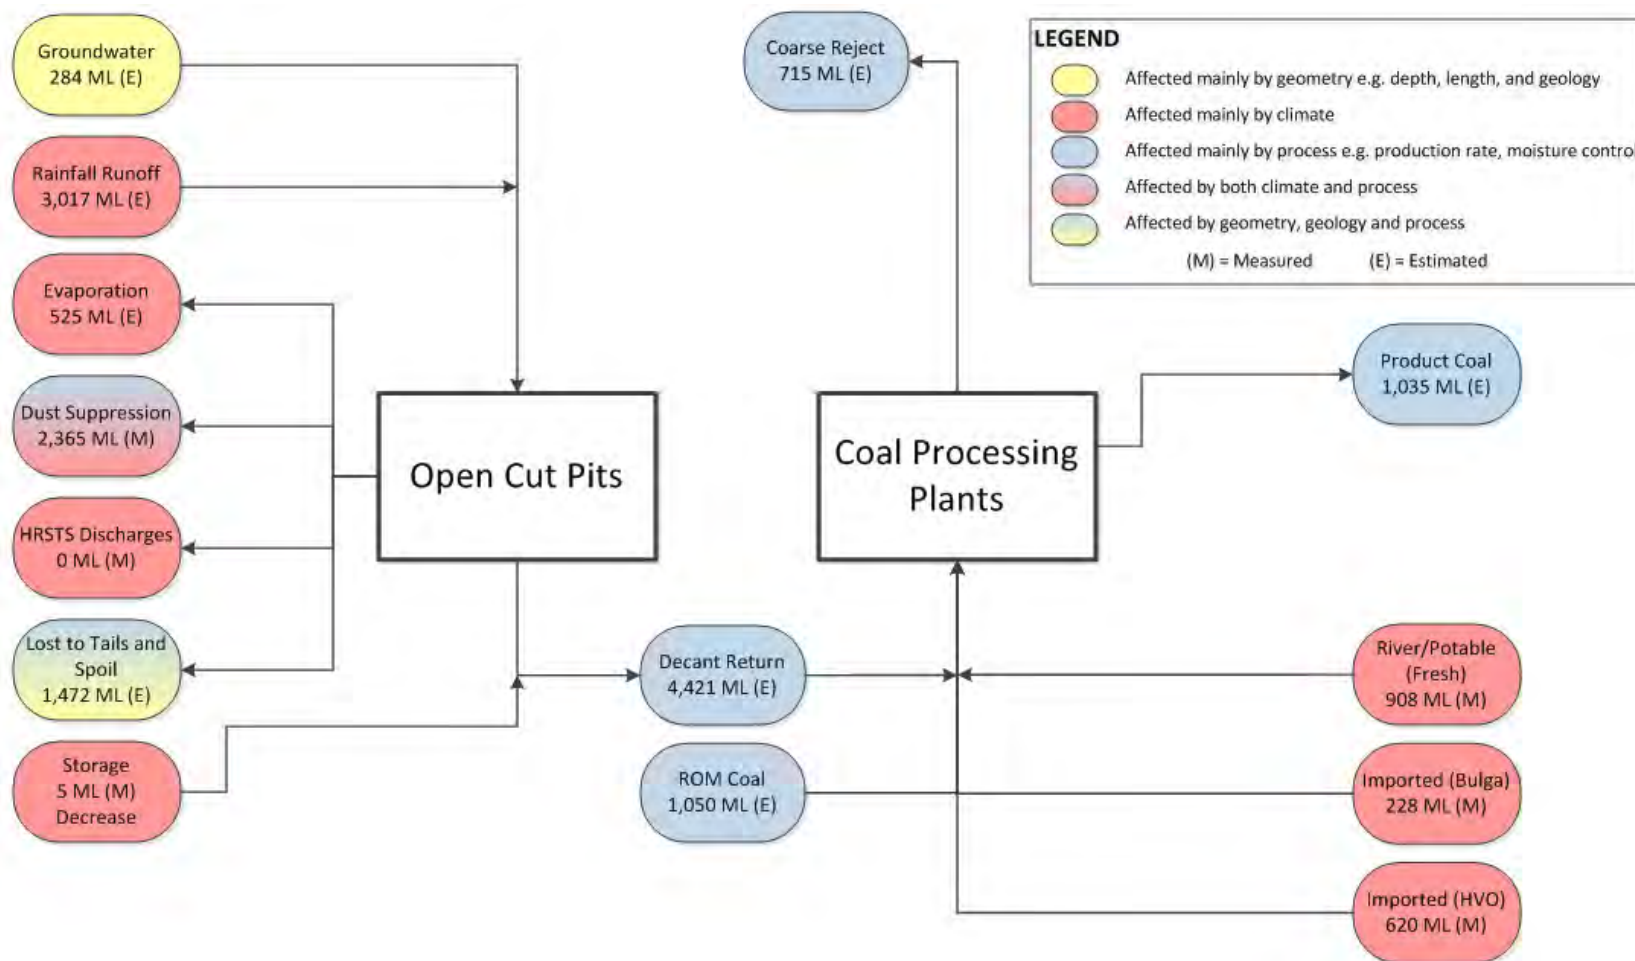 Groundwater
284 ML (E)
Rainfall Runoff
3,017 ML (E)
Evaporation
525 ML (E)
Dust Suppression
2,365 ML (M)
HRSTS Discharges
0 ML (M)
Lost to Tails and
Spoil
1,472 ML (E)
Storage
5 ML (M)
Decrease
Open Cut Pits
Coarse Reject
715 ML (E)
Coal Processing
Plants
Decant Return
4,421 ML (E)
ROM Coal
1,050 ML (E)
LEGEND
Affected mainly by geometry e.g. depth, length, and geology
Affected mainly by climate
Affected mainly by process e.g. production rate, moisture control
Affected by both climate and process
Affected by geometry, geology and process
(M) = Measured (E) = Estimated
Product Coal
1,035 ML (E)
River/Potable
(Fresh)
908 ML (M)
Imported (Bulga)
228 ML (M)
Imported (HVO)
620 ML (M)